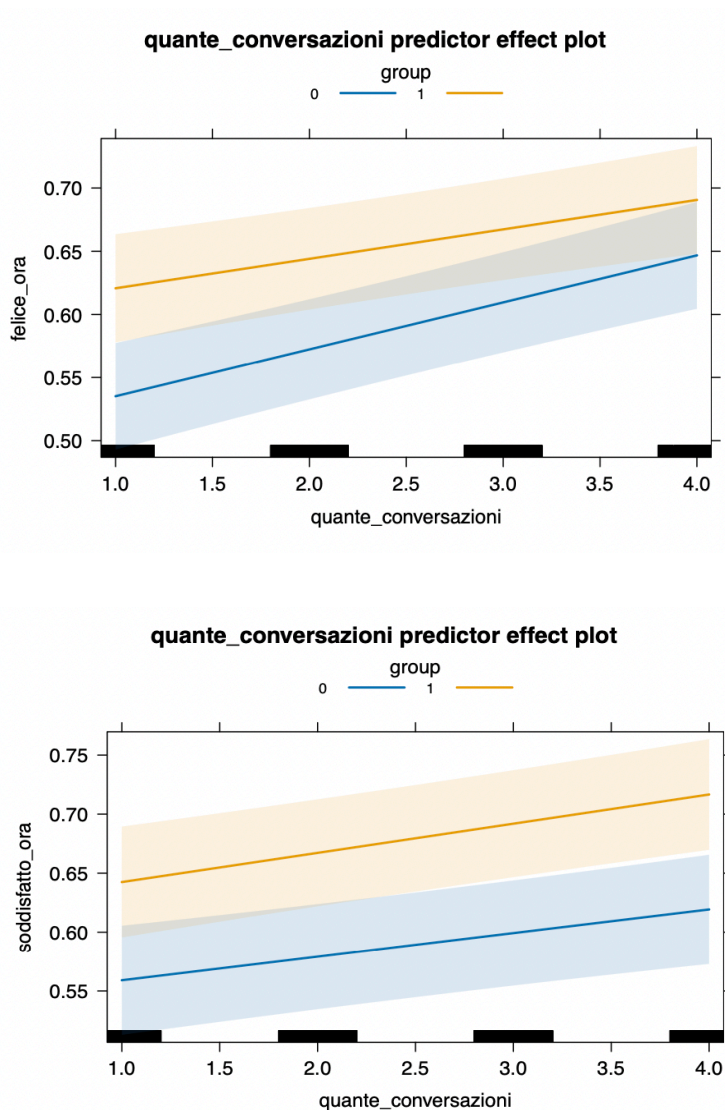 quante_conversazioni predictor effect plot
group
0 1
0.70
0.65
0.60
0.55
0.50
felice_ora
1.0 1.5 2.0 2.5 3.0 3.5 4.0
quante_conversazioni
quante_conversazioni predictor effect plot
group
0 1
0.75
0.70
0.65
0.60
0.55
soddisfatto_ora
1.0 1.5 2.0 2.5 3.0 3.5 4.0
quante_conversazioni